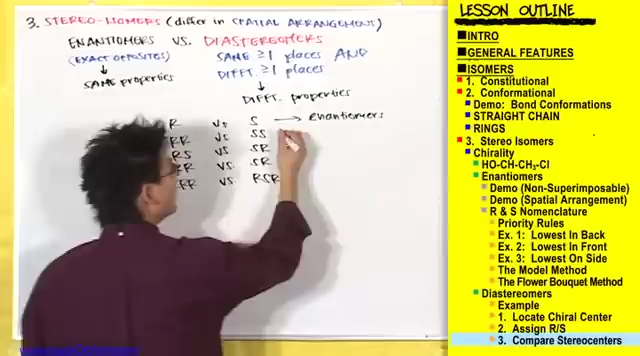 3. STEREO-ISOMERS (differ in SPATIAL ARRANGEMENT)
ENANTIOMERS VS. DIASTEREOMERS
(EXACT OPPOSITES) SAME ≥1 places AND
↓ DIFFT. ≥1 places
SAME properties ↓
DIFFT. properties
R vs S → enantiomers
RR vs SS
RS vs. SR
vs. SR
RR vs. RSR
LESSON OUTLINE
INTRO
GENERAL FEATURES
ISOMERS
1. Constitutional
2. Conformational
Demo: Bond Conformations
STRAIGHT CHAIN
RINGS
3. Stereo Isomers
Chirality
HO-CH-CH₃-Cl
Enantiomers
Demo (Non-Superimposable)
Demo (Spatial Arrangement)
R & S Nomenclature
Priority Rules
Ex. 1: Lowest In Back
Ex. 2: Lowest in Front
Ex. 3: Lowest On Side
The Model Method
The Flower Bouquet Method
Diastereomers
Example
1. Locate Chiral Center
2. Assign R/S
3. Compare Stereocenters